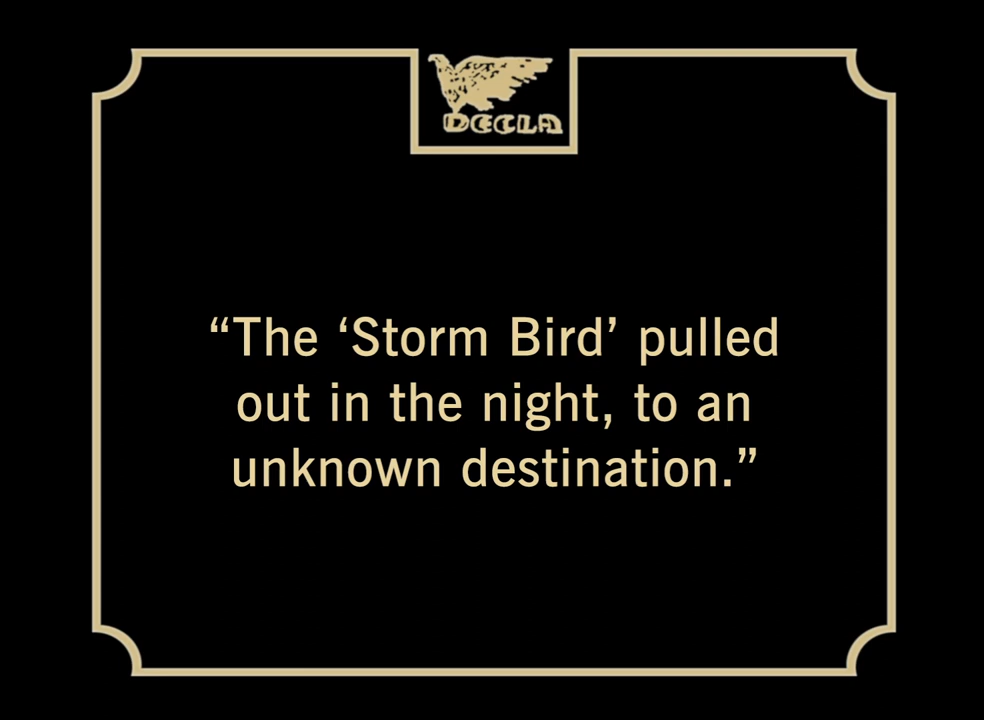 DECLA
“The ‘Storm Bird’ pulled
out in the night, to an
unknown destination.”